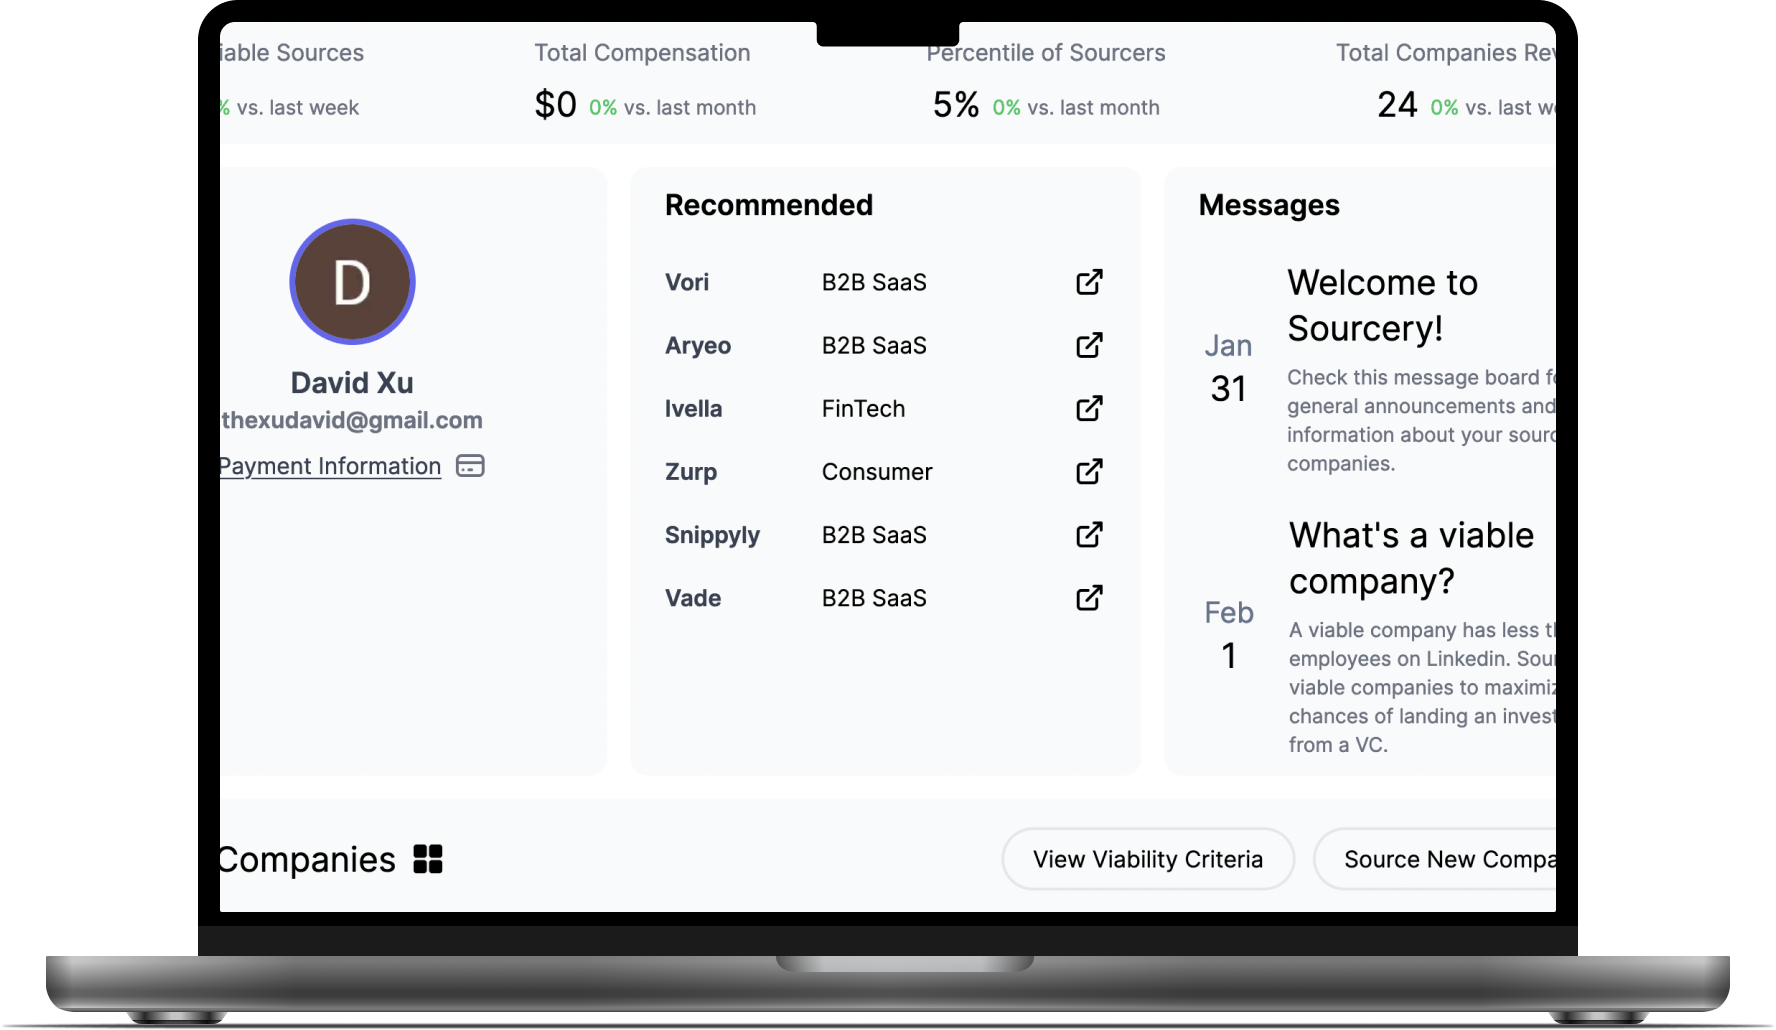 iable Sources
Total Compensation
Percentile of Sourcers
Total Companies Rev
% vs. last week
$0 0% vs. last month
5% 0% vs. last month
24 0% vs. last we
D
David Xu
thexudavid@gmail.com
Payment Information
Recommended
Vori B2B SaaS
Aryeo B2B SaaS
Ivella FinTech
Zurp Consumer
Snippyly B2B SaaS
Vade B2B SaaS
Messages
Jan
31
Welcome to
Sourcery!
Check this message board fo
general announcements and
information about your sourc
companies.
Feb
1
What's a viable
company?
A viable company has less th
employees on Linkedin. Sour
viable companies to maximiz
chances of landing an invest
from a VC.
Companies
View Viability Criteria
Source New Compa